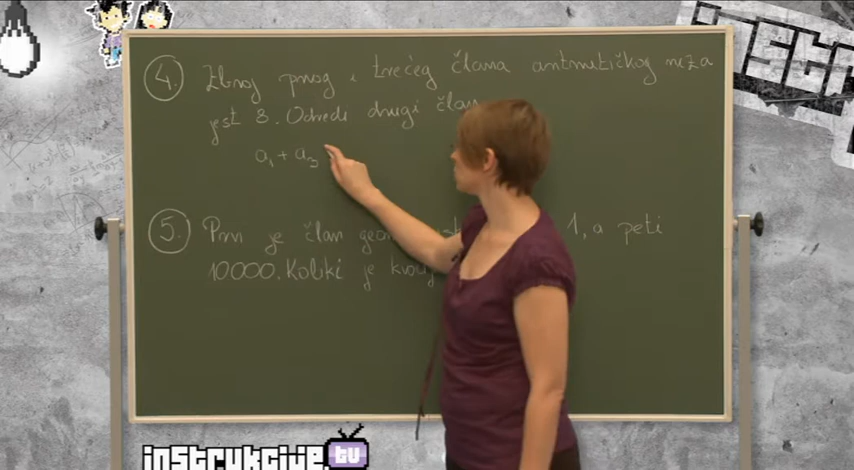 4. Zbroj prvog i trećeg člana aritmetičkog niza
jest 8. Odredi drugi član
a₁ + a₃
5. Prvi je član 1, a peti
10000. Koliki je
instrukcije.tv